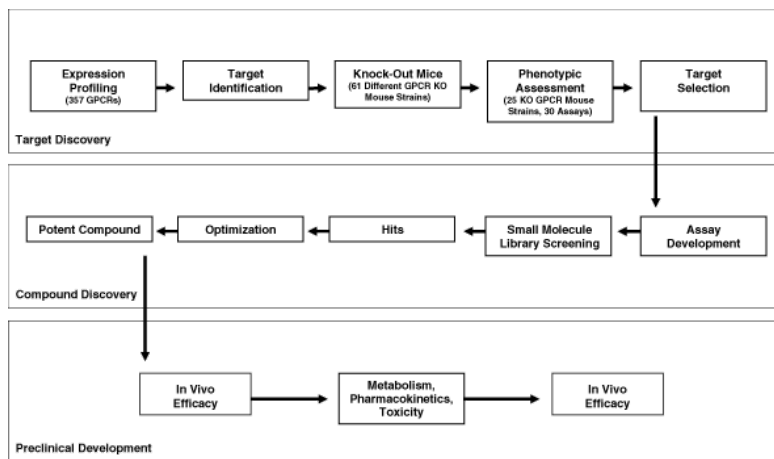 Expression
Profiling
(357 GPCRs)
Target
Identification
Knock-Out Mice
(61 Different GPCR KO
Mouse Strains)
Phenotypic
Assessment
(25 KO GPCR Mouse
Strains, 30 Assays)
Target
Selection
Target Discovery
Potent Compound
Optimization
Hits
Small Molecule
Library Screening
Assay
Development
Compound Discovery
In Vivo
Efficacy
Metabolism,
Pharmacokinetics,
Toxicity
In Vivo
Efficacy
Preclinical Development